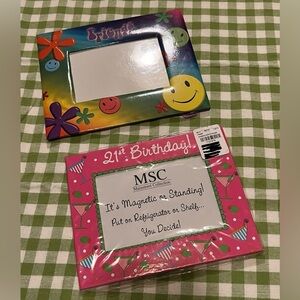 Friends
21st Birthday!
MSC
It's Magnetic or Standing!
Put on Refrigerator or Shelf...
You Decide!